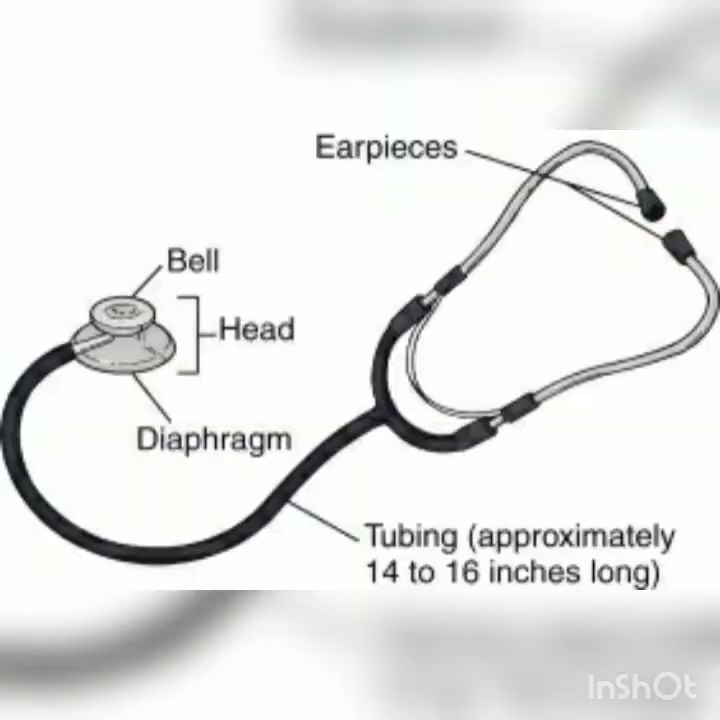 Earpieces
Bell
Head
Diaphragm
Tubing (approximately
14 to 16 inches long)
InShOt